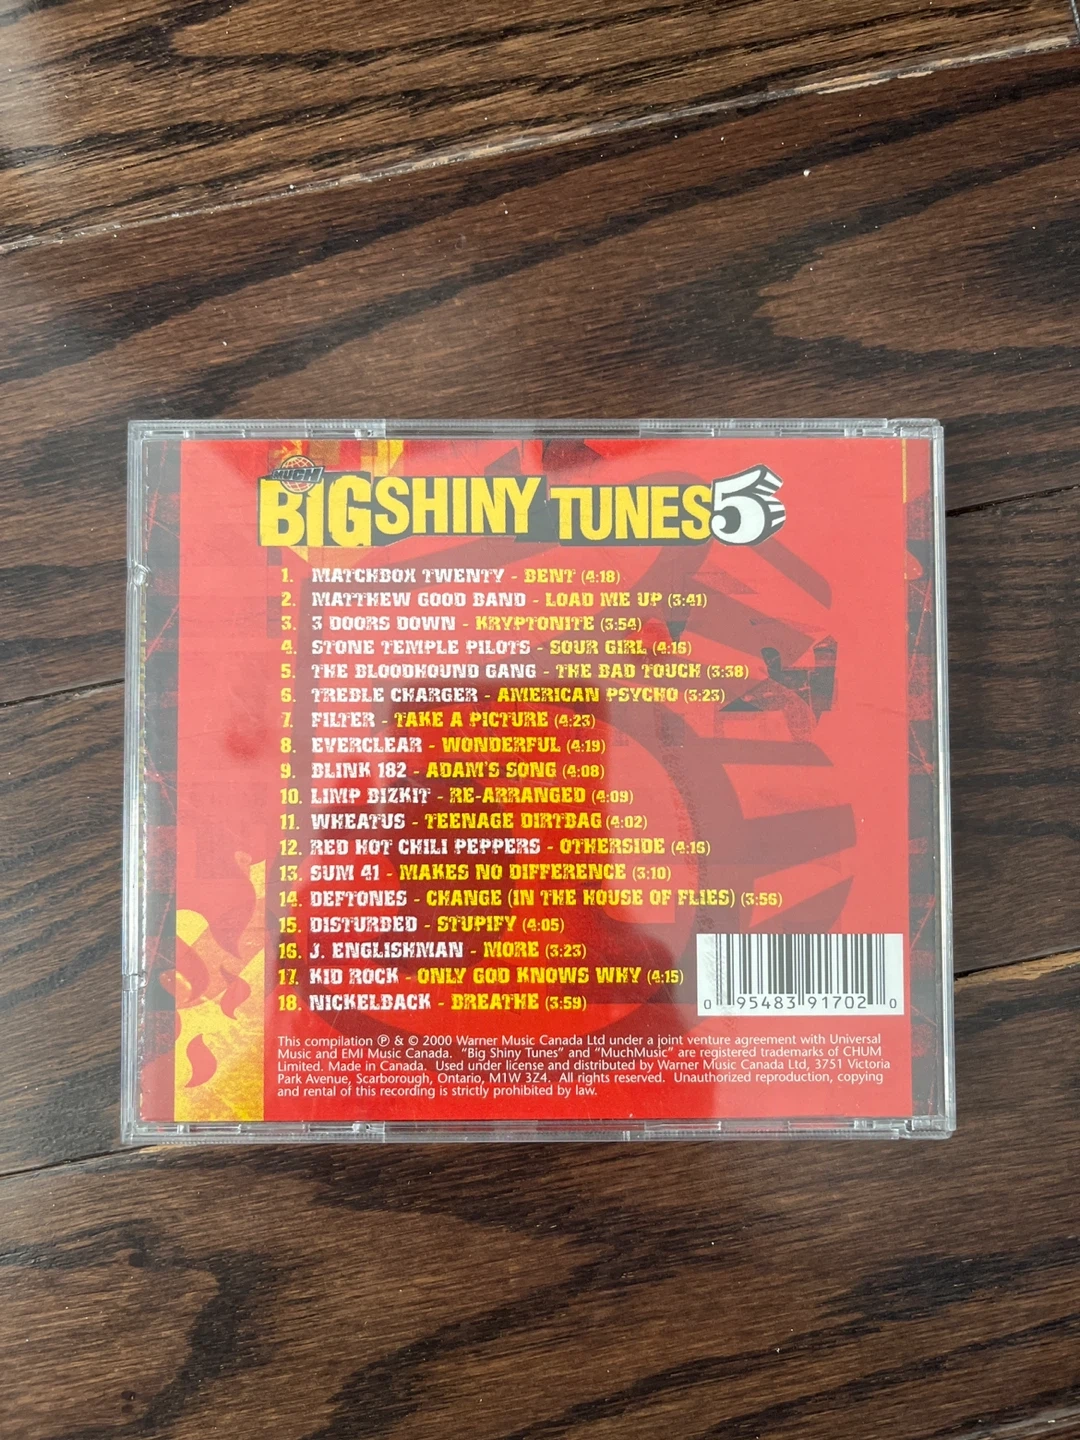 MUCH
BIG SHINY TUNES 5
1. MATCHBOX TWENTY - BENT (4:18)
2. MATTHEW GOOD BAND - LOAD ME UP (3:41)
3. 3 DOORS DOWN - KRYPTONITE (3:54)
4. STONE TEMPLE PILOTS - SOUR GIRL (4:16)
5. THE BLOODHOUND GANG - THE BAD TOUCH (3:38)
6. TREBLE CHARGER - AMERICAN PSYCHO (3:23)
7. FILTER - TAKE A PICTURE (4:23)
8. EVERCLEAR - WONDERFUL (4:19)
9. BLINK 182 - ADAM'S SONG (4:08)
10. LIMP BIZKIT - RE-ARRANGED (4:09)
11. WHEATUS - TEENAGE DIRTBAG (4:02)
12. RED HOT CHILI PEPPERS - OTHERSIDE (4:16)
13. SUM 41 - MAKES NO DIFFERENCE (3:10)
14. DEFTONES - CHANGE (IN THE HOUSE OF FLIES) (3:56)
15. DISTURBED - STUPIFY (4:05)
16. J. ENGLISHMAN - MORE (3:23)
17. KID ROCK - ONLY GOD KNOWS WHY (4:15)
18. NICKELBACK - BREATHE (3:59)
0 95483 91702 0
This compilation ℗ & © 2000 Warner Music Canada Ltd under a joint venture agreement with Universal
Music and EMI Music Canada. "Big Shiny Tunes" and "MuchMusic" are registered trademarks of CHUM
Limited. Made in Canada. Used under license and distributed by Warner Music Canada Ltd, 3751 Victoria
Park Avenue, Scarborough, Ontario, M1W 3Z4. All rights reserved. Unauthorized reproduction, copying
and rental of this recording is strictly prohibited by law.